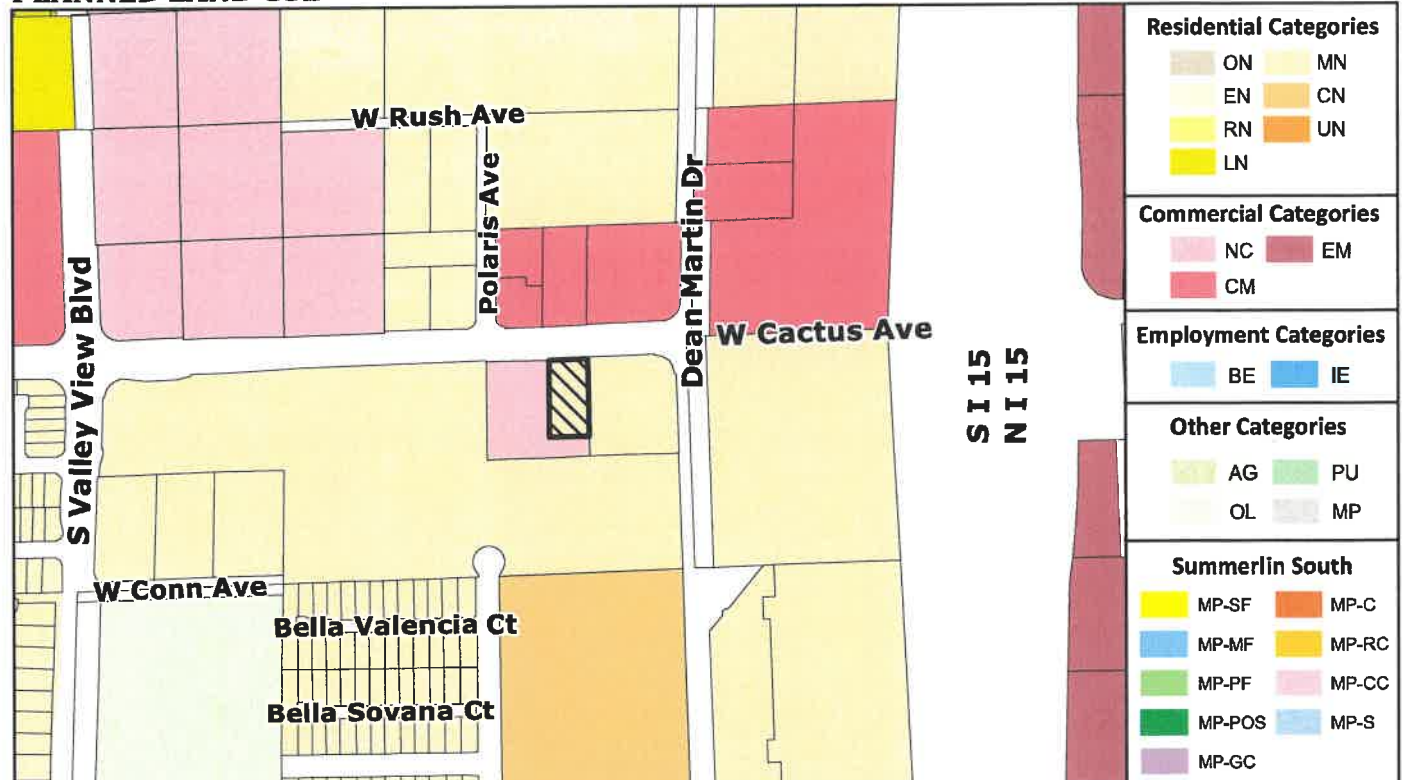 W Rush Ave
Polaris Ave
Dean Martin Dr
S Valley View Blvd
W Cactus Ave
S I 15
N I 15
W Conn Ave
Bella Valencia Ct
Bella Sovana Ct
Residential Categories
ON MN
EN CN
RN UN
LN
Commercial Categories
NC EM
CM
Employment Categories
BE IE
Other Categories
AG PU
OL MP
Summerlin South
MP-SF MP-C
MP-MF MP-RC
MP-PF MP-CC
MP-POS MP-S
MP-GC